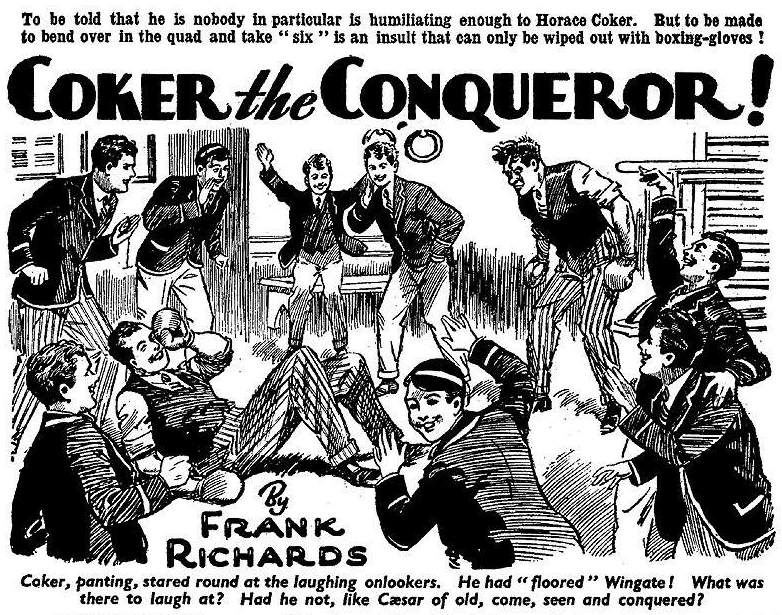 To be told that he is nobody in particular is humiliating enough to Horace Coker. But to be made
to bend over in the quad and take “ six ” is an insult that can only be wiped out with boxing-gloves !
COKER the CONQUEROR!
By
FRANK
RICHARDS
Coker, panting, stared round at the laughing onlookers. He had “ floored ” Wingate ! What was
there to laugh at? Had he not, like Cæsar of old, come, seen and conquered?